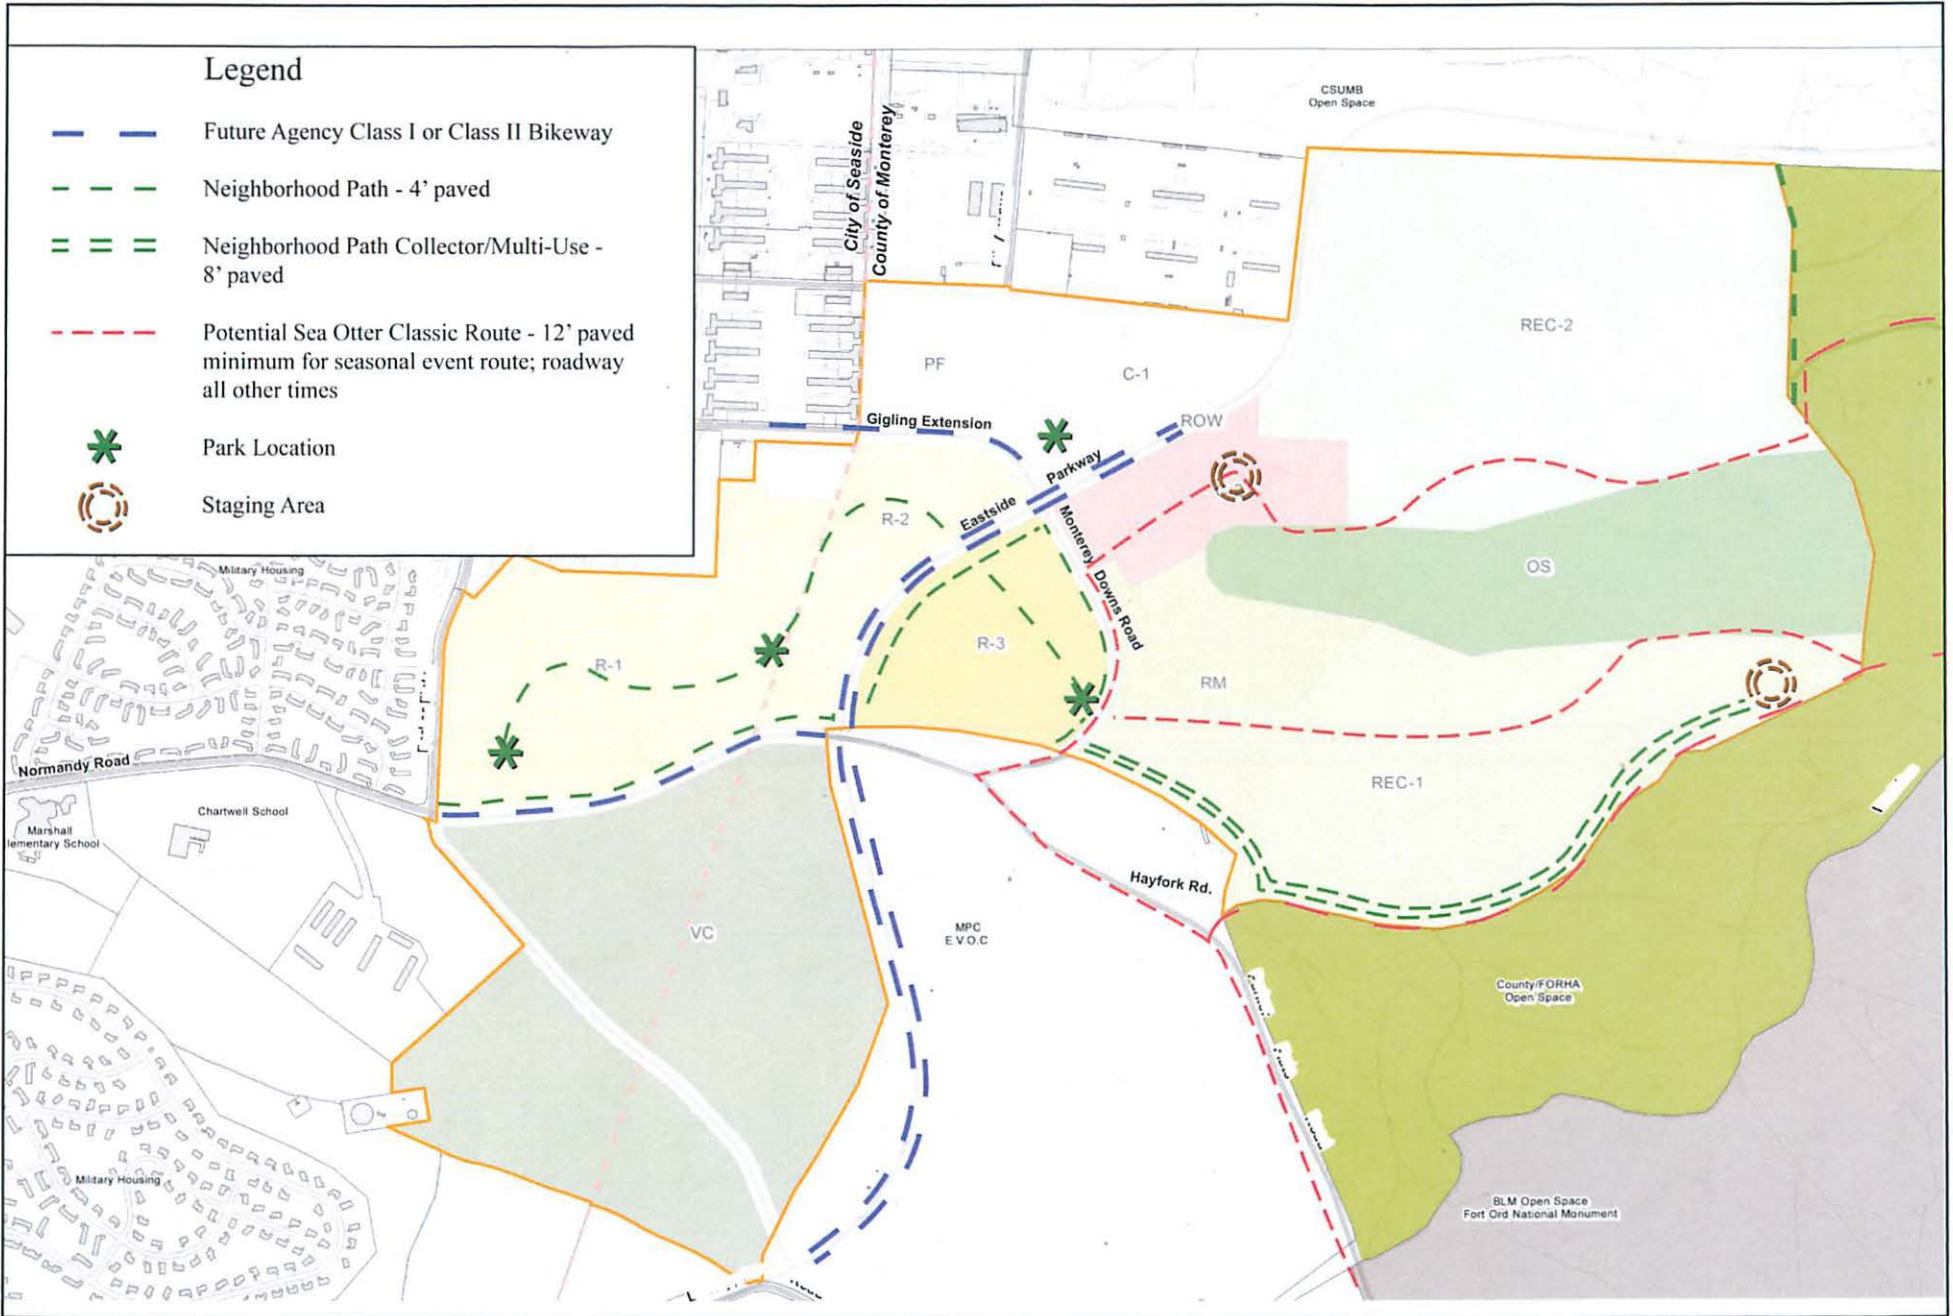 Legend
Future Agency Class I or Class II Bikeway
Neighborhood Path - 4' paved
Neighborhood Path Collector/Multi-Use -
8' paved
Potential Sea Otter Classic Route - 12' paved
minimum for seasonal event route; roadway
all other times
Park Location
Staging Area
City of Seaside
County of Monterey
CSUMB
Open Space
REC-2
PF
C-1
Gigling Extension
ROW
Parkway
Eastside
R-2
Monterey Downs Road
OS
Military Housing
R-1
R-3
RM
Normandy Road
REC-1
Chartwell School
Marshall
lementary School
Hayfork Rd.
VC
MPC
E.V.O.C
County/FORHA
Open Space
Military Housing
BLM Open Space
Fort Ord National Monument